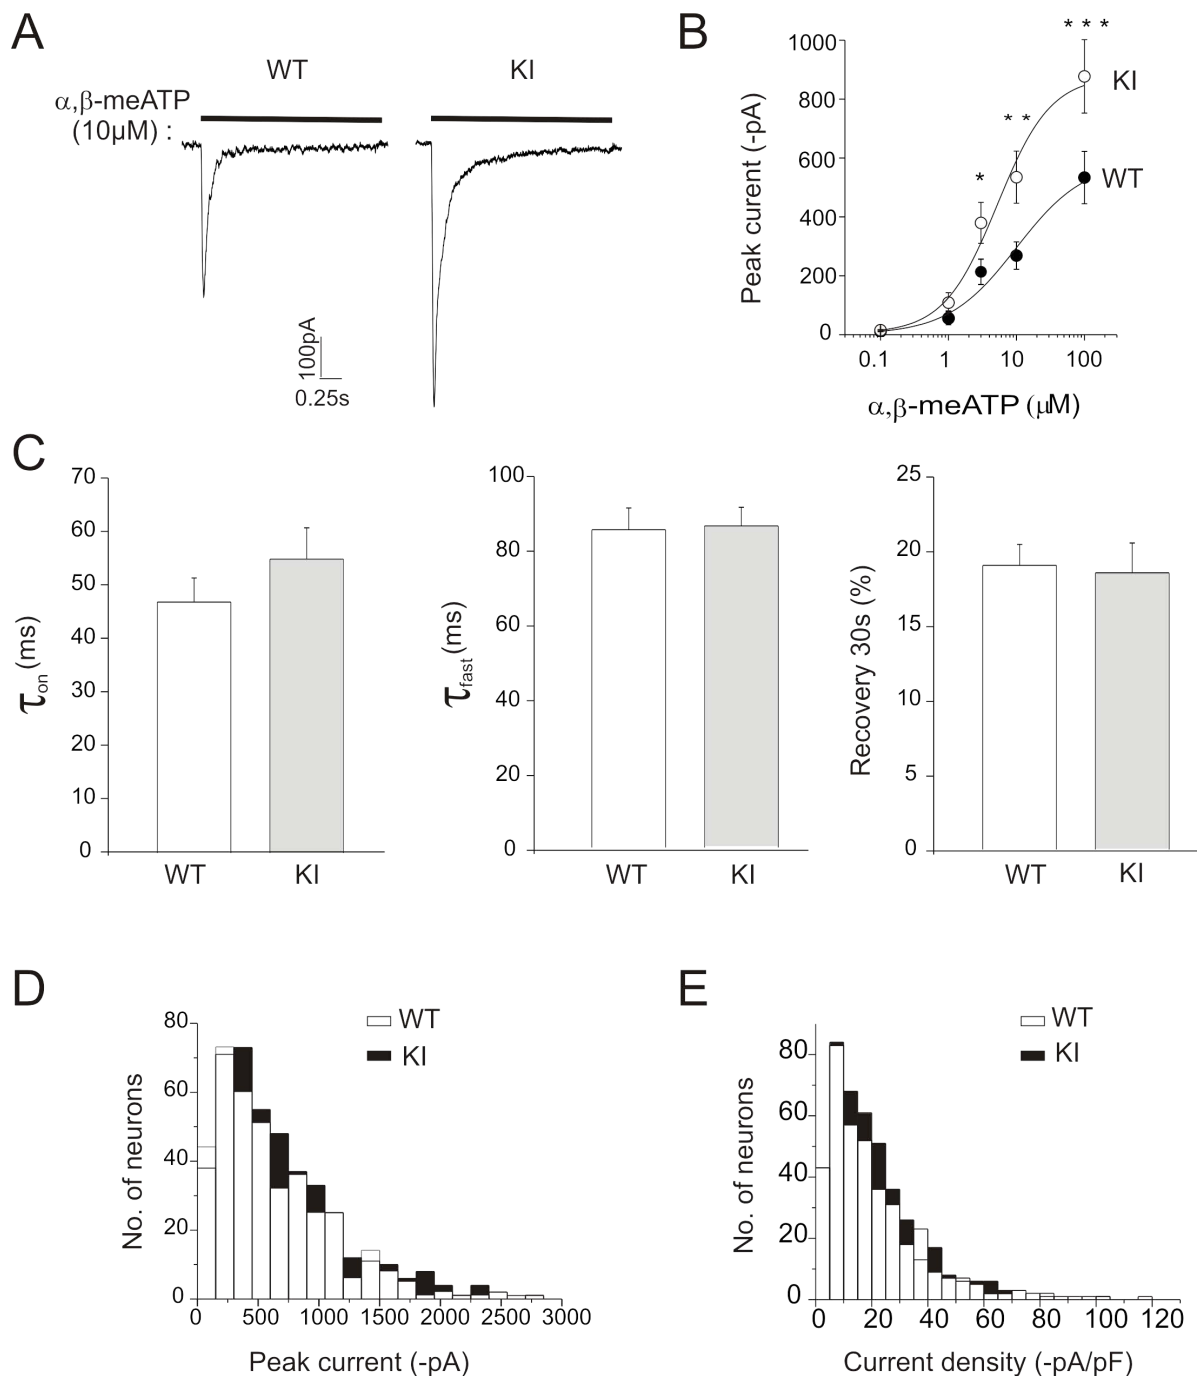 A
WT
KI
α,β-meATP
(10μM) :
100pA
0.25s
B
* * *
* *
*
KI
WT
Peak curent (-pA)
1000
800
600
400
200
0
0.1
1
10
100
α,β-meATP (μM)
C
τon (ms)
70
60
50
40
30
20
10
0
WT
KI
τfast (ms)
100
80
60
40
20
0
WT
KI
Recovery 30s (%)
25
20
15
10
5
0
WT
KI
D
WT
KI
No. of neurons
80
60
40
20
0
0
500
1000
1500
2000
2500
3000
Peak current (-pA)
E
WT
KI
No. of neurons
80
60
40
20
0
0
20
40
60
80
100
120
Current density (-pA/pF)